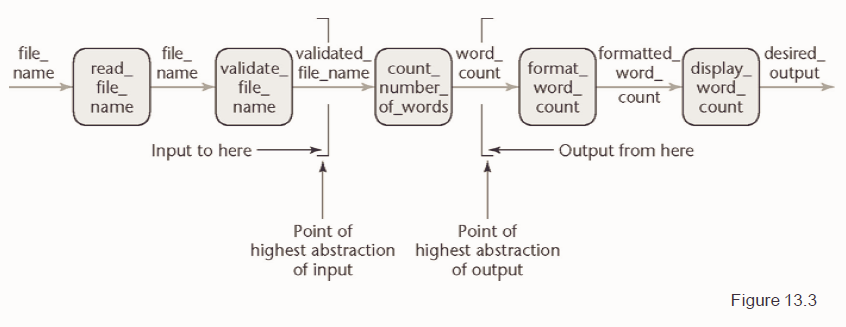 file_
name
read_
file_
name
file_
name
validate_
file_
name
validated_
file_name
count_
number_
of_words
word_
count
format_
word_
count
formatted_
word_
count
display_
word_
count
desired_
output
Input to here
Output from here
Point of
highest abstraction
of input
Point of
highest abstraction
of output
Figure 13.3